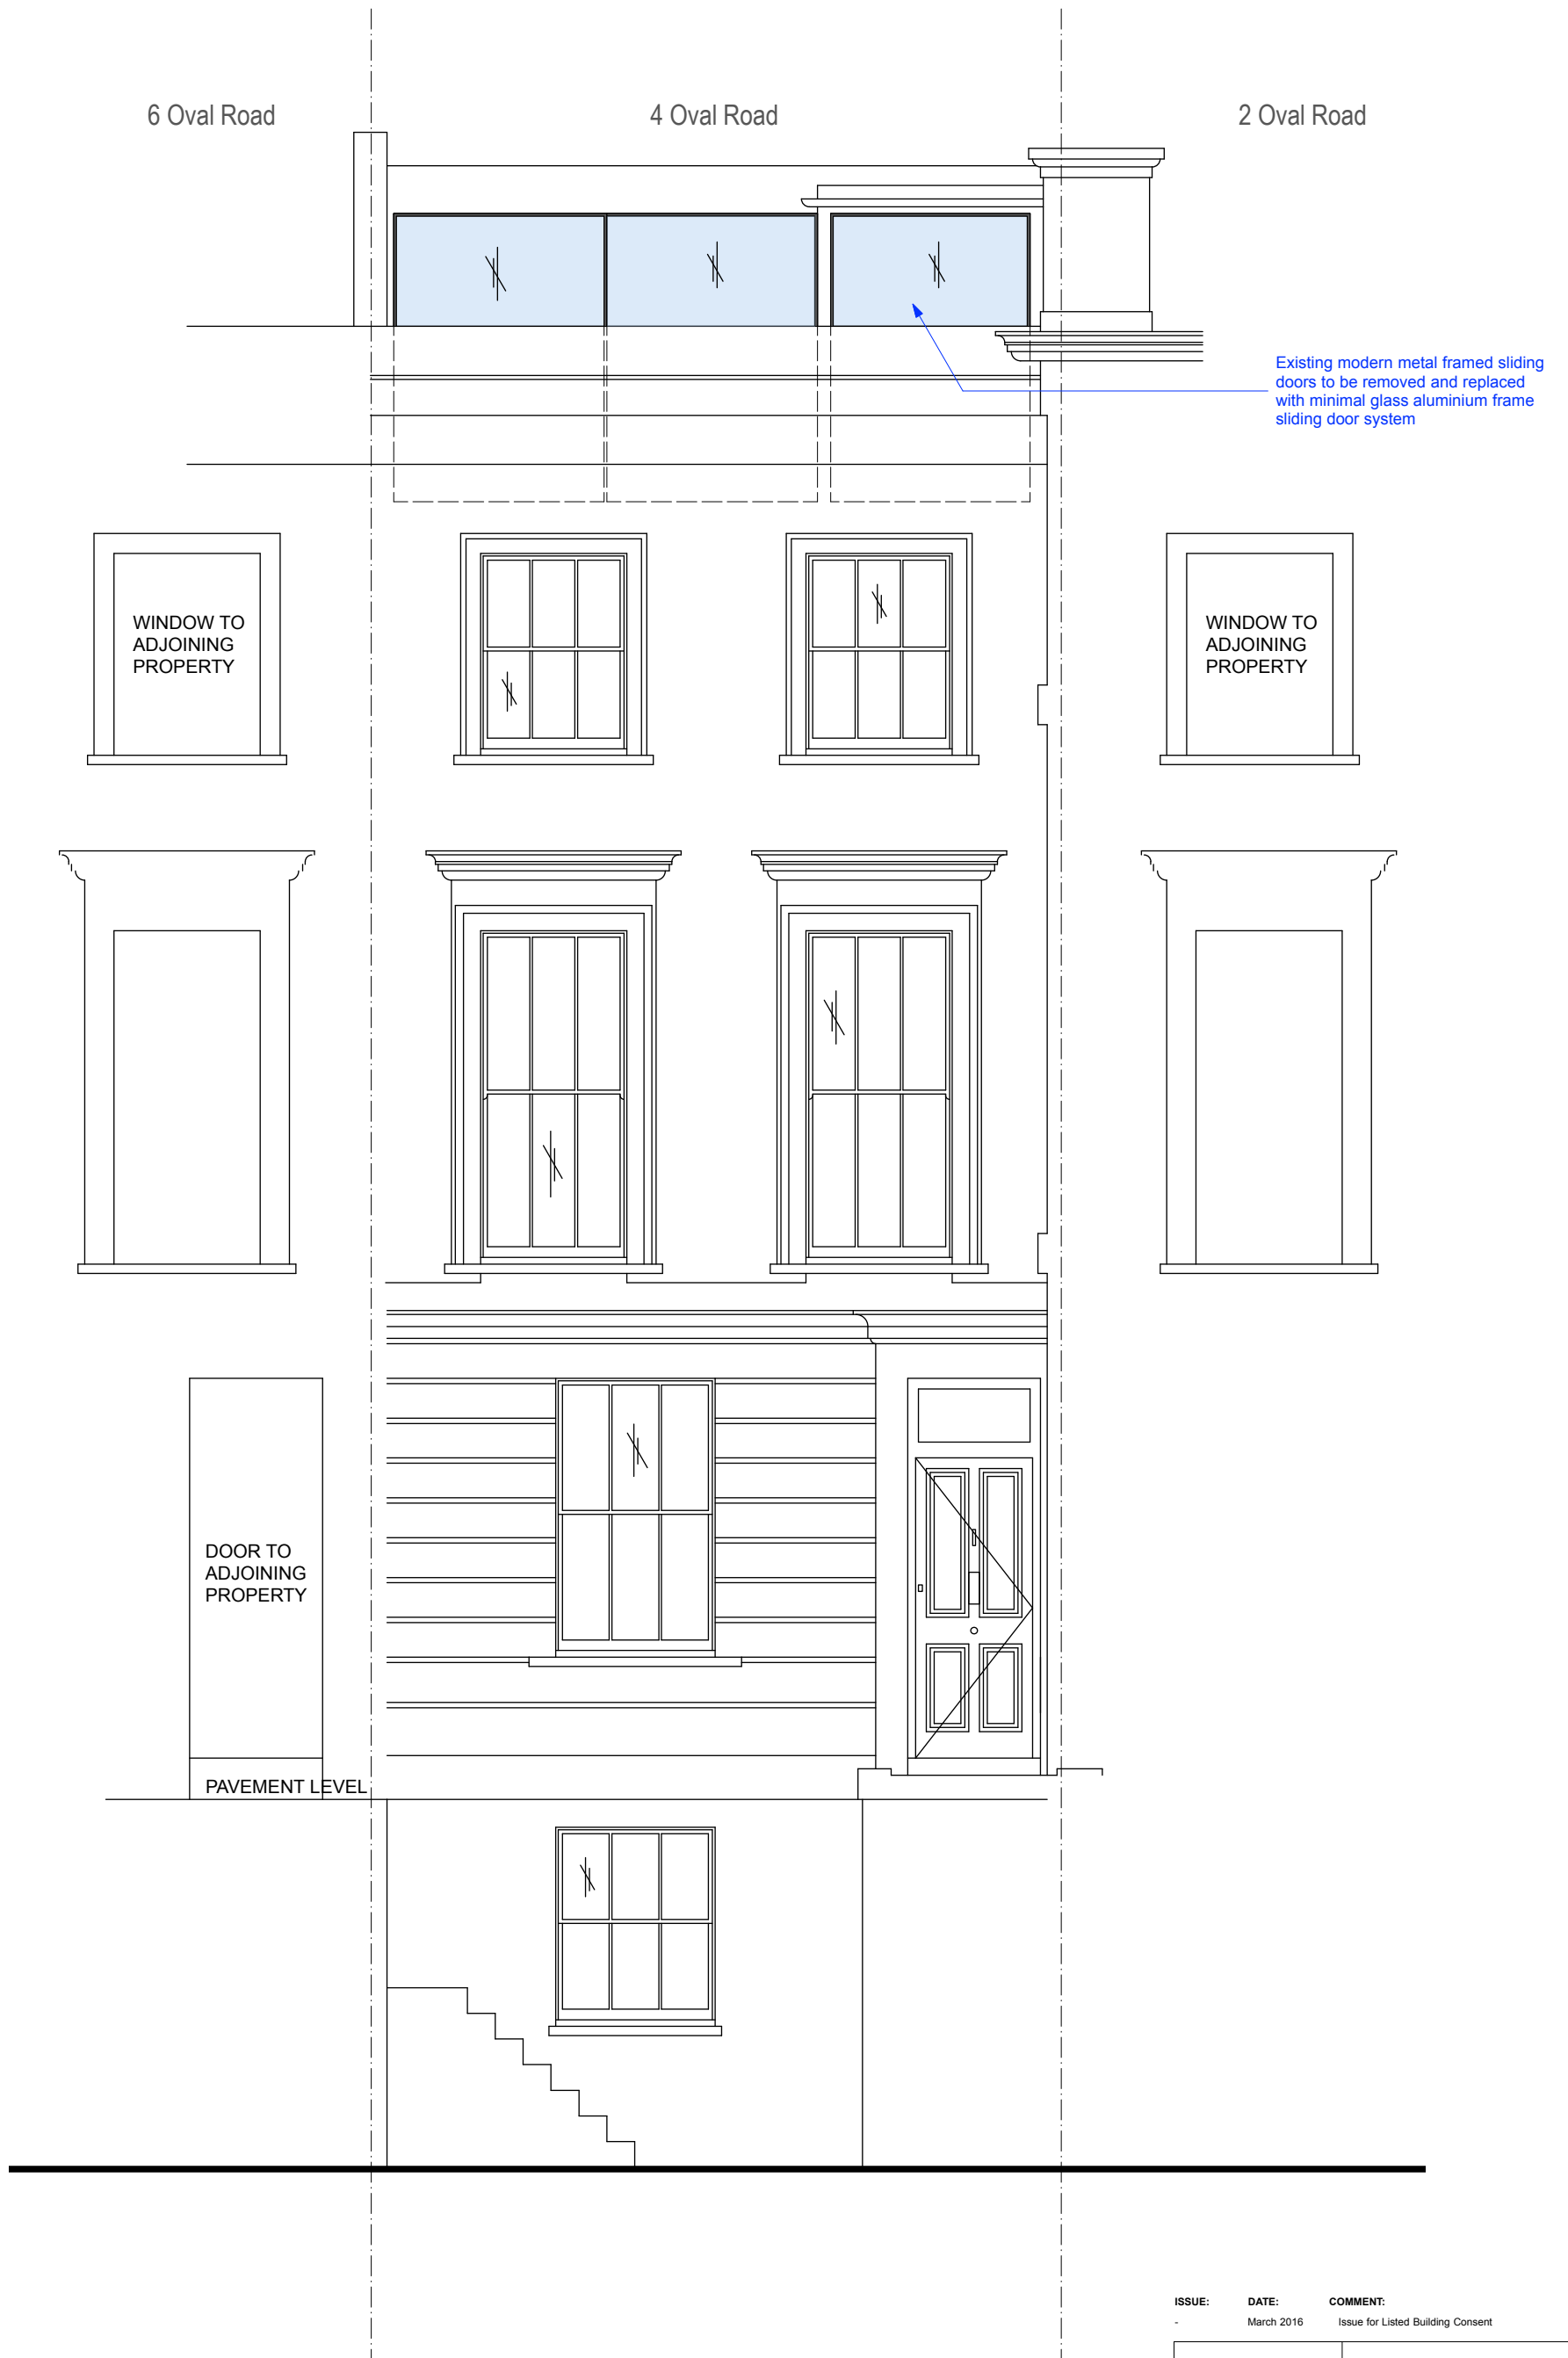 6 Oval Road
4 Oval Road
2 Oval Road
Existing modern metal framed sliding
doors to be removed and replaced
with minimal glass aluminium frame
sliding door system
WINDOW TO
ADJOINING
PROPERTY
WINDOW TO
ADJOINING
PROPERTY
DOOR TO
ADJOINING
PROPERTY
PAVEMENT LEVEL
ISSUE: DATE: COMMENT:
- March 2016 Issue for Listed Building Consent